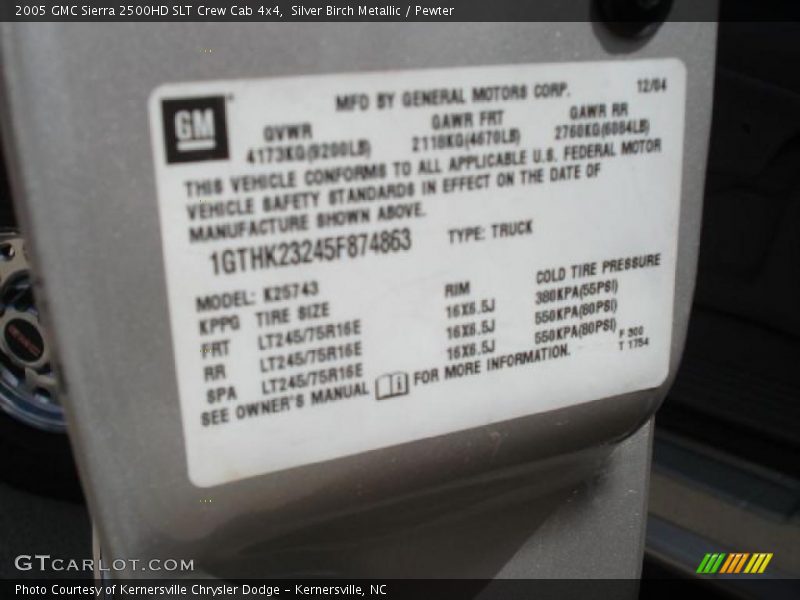 2005 GMC Sierra 2500HD SLT Crew Cab 4x4, Silver Birch Metallic / Pewter
GM
MFD BY GENERAL MOTORS CORP. 12/04
GVWR GAWR FRT GAWR RR
4173KG(9200LB) 2118KG(4670LB) 2760KG(6084LB)
THIS VEHICLE CONFORMS TO ALL APPLICABLE U.S. FEDERAL MOTOR
VEHICLE SAFETY STANDARDS IN EFFECT ON THE DATE OF
MANUFACTURE SHOWN ABOVE.
1GTHK23245F874863 TYPE: TRUCK
MODEL: K25743
KPPG TIRE SIZE RIM COLD TIRE PRESSURE
FRT LT245/75R16E 16X6.5J 380KPA(55PSI)
RR LT245/75R16E 16X6.5J 550KPA(80PSI)
SPA LT245/75R16E 16X6.5J 550KPA(80PSI)
SEE OWNER'S MANUAL FOR MORE INFORMATION.
F 300
T 1754
GTCARLOT.COM
Photo Courtesy of Kernersville Chrysler Dodge - Kernersville, NC